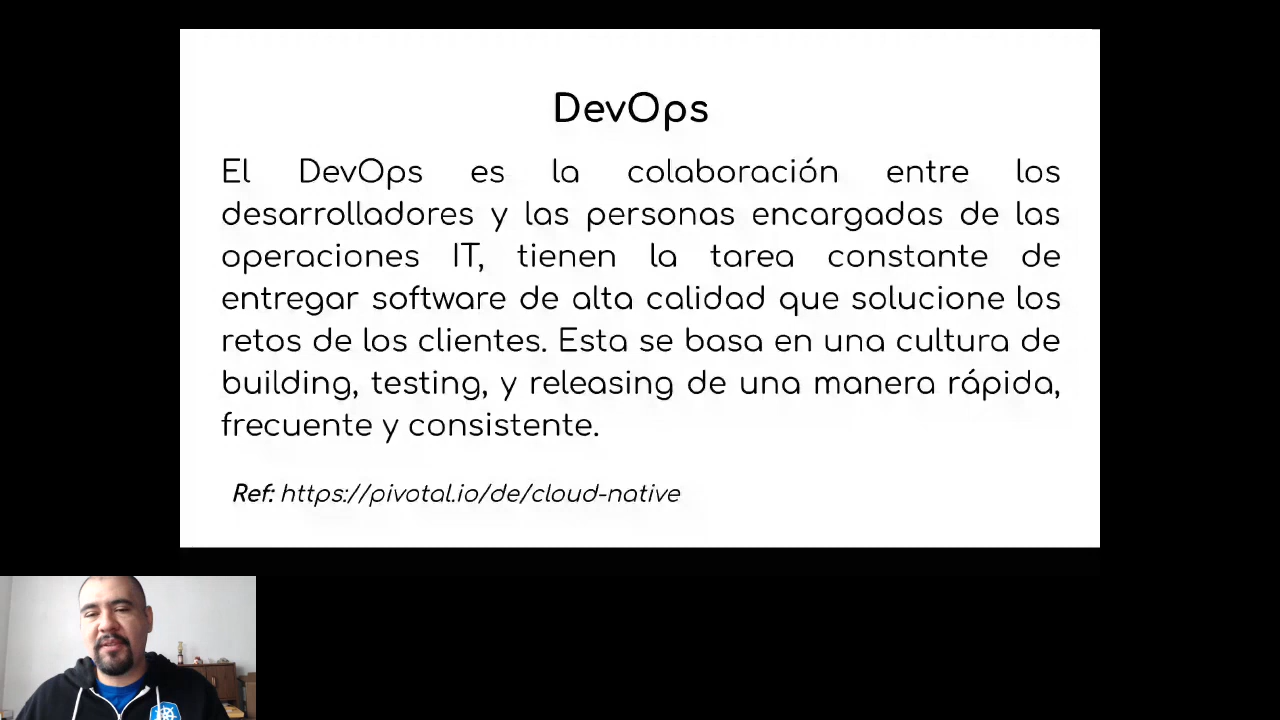 DevOps
El DevOps es la colaboración entre los
desarrolladores y las personas encargadas de las
operaciones IT, tienen la tarea constante de
entregar software de alta calidad que solucione los
retos de los clientes. Esta se basa en una cultura de
building, testing, y releasing de una manera rápida,
frecuente y consistente.
Ref: https://pivotal.io/de/cloud-native